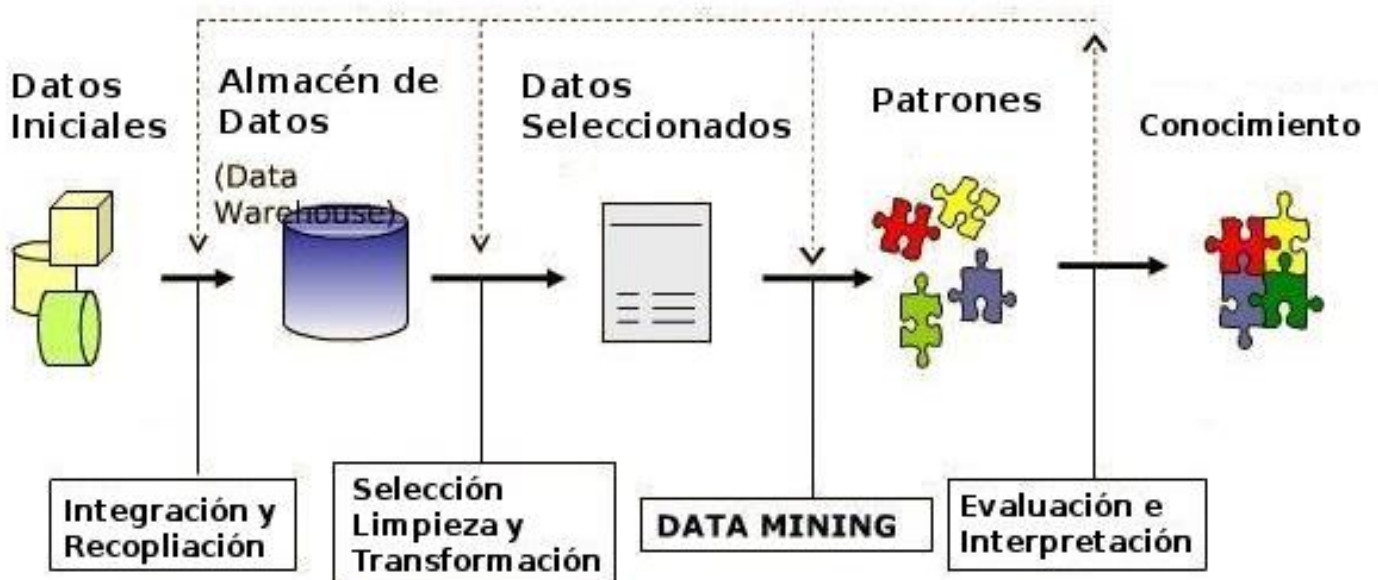 Datos
Iniciales
Almacén de
Datos
(Data
Warehouse)
Datos
Seleccionados
Patrones
Conocimiento
Integración y
Recopliación
Selección
Limpieza y
Transformación
DATA MINING
Evaluación e
Interpretación